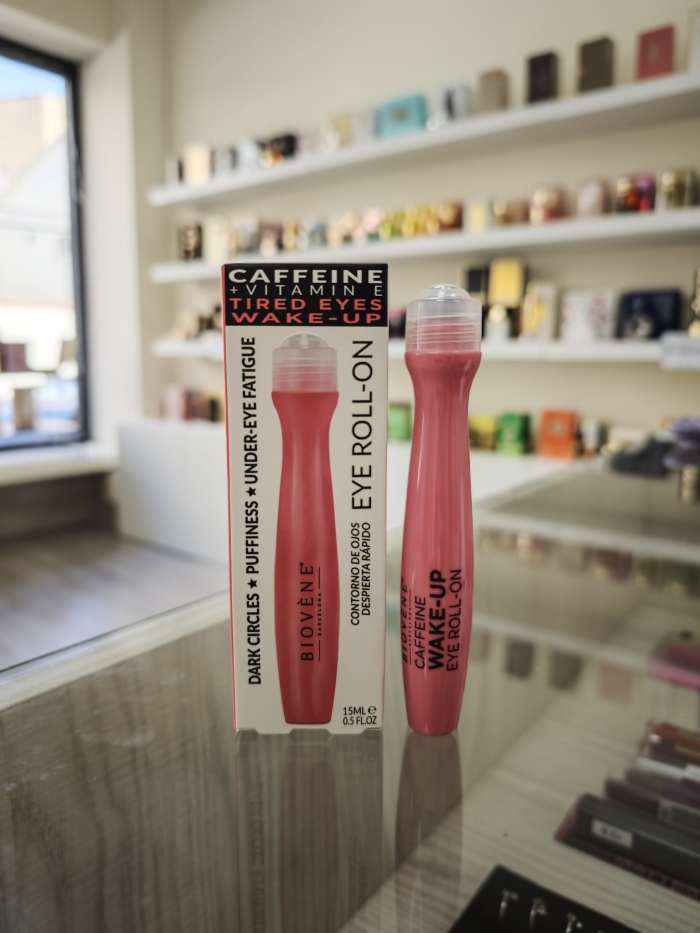 CAFFEINE
+ VITAMIN E
TIRED EYES
WAKE-UP
DARK CIRCLES ★ PUFFINESS ★ UNDER-EYE FATIGUE
EYE ROLL-ON
CONTORNO DE OJOS
DESPIERTA RÁPIDO
BIOVÈNE
BARCELONA
15ML e
0.5 FL.OZ
BIOVÈNE
CAFFEINE
WAKE-UP
EYE ROLL-ON